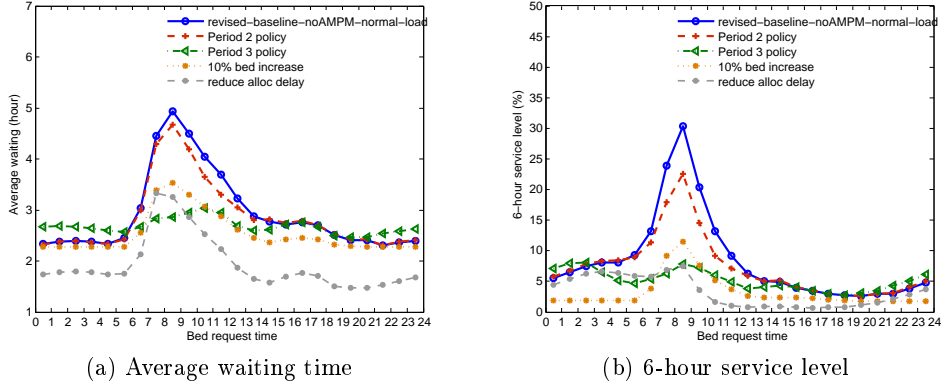 7
6
5
4
3
2
1
Average waiting (hour)
revised-baseline-noAMPM-normal-load
Period 2 policy
Period 3 policy
10% bed increase
reduce alloc delay
0 1 2 3 4 5 6 7 8 9 10 11 12 13 14 15 16 17 18 19 20 21 22 23 24
Bed request time
(a) Average waiting time
50
45
40
35
30
25
20
15
10
5
0
6-hour service level (%)
revised-baseline-noAMPM-normal-load
Period 2 policy
Period 3 policy
10% bed increase
reduce alloc delay
0 1 2 3 4 5 6 7 8 9 10 11 12 13 14 15 16 17 18 19 20 21 22 23 24
Bed request time
(b) 6-hour service level